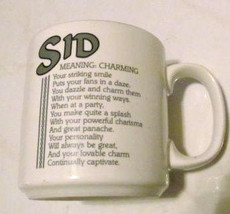 SID
MEANING: CHARMING
Your striking smile
Puts your fans in a daze.
You dazzle and charm them
With your winning ways.
When at a party,
You make quite a splash
With your powerful charisma
And great panache.
Your personality
Will always be great,
And your lovable charm
Continually captivate.